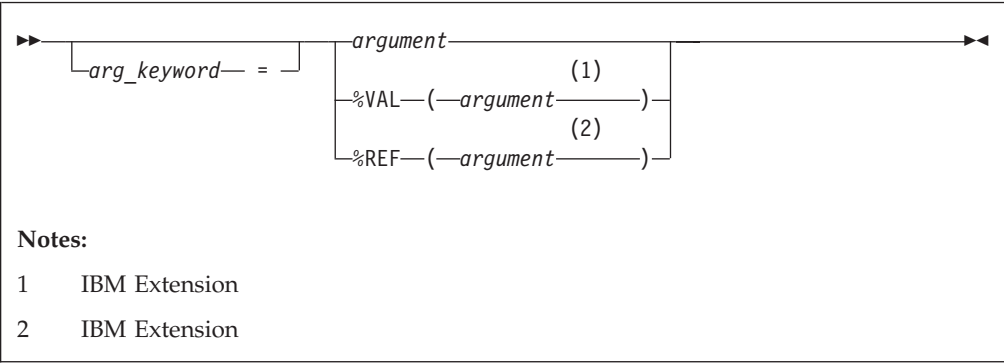 argument
arg_keyword =
(1)
%VAL ( argument )
(2)
%REF ( argument )
Notes:
1 IBM Extension
2 IBM Extension